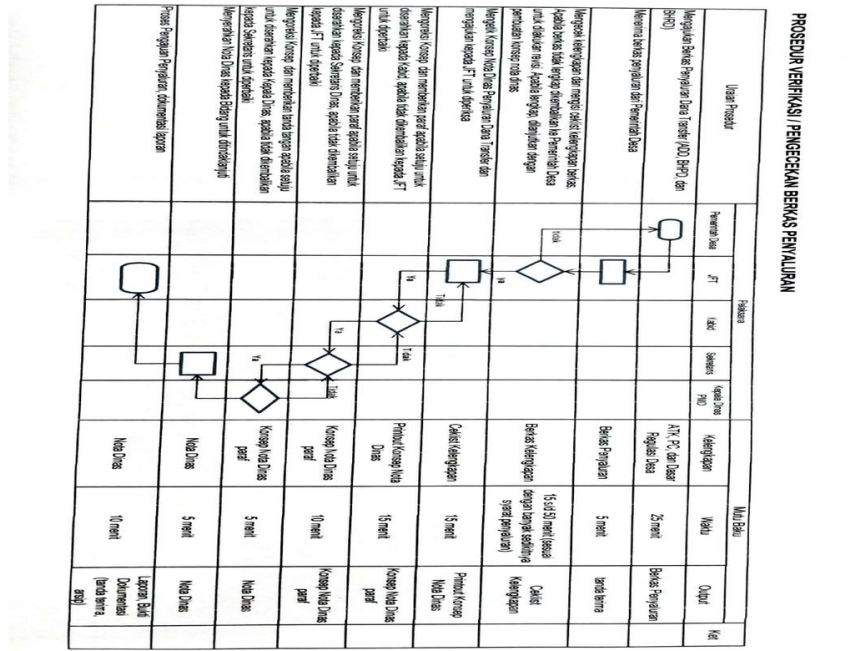 PROSEDUR VERIFIKASI / PENGECEKAN BERKAS PENYALURAN
Uraian Prosedur
Pelaksana
Mutu Baku
Ket
Pemerintah Desa
JFT
Kabid
Sekretaris
Kepala Dinas
PMD
Kelengkapan
Waktu
Output
Mengajukan Berkas Penyaluran Dana Transfer (ADD, BHPD, dan
BHRD)
ATK, PC, dan Dasar
Regulasi Desa
25 menit
Berkas Penyaluran
Menerima berkas penyaluran dari Pemerintah Desa
Berkas Penyaluran
5 menit
tanda terima
Mengecek kelengkapan dan mengisi ceklist kelengkapan berkas.
Apabila berkas tidak lengkap dikembalikan ke Pemerintah Desa
untuk dilakukan revisi. Apabila lengkap, dilanjutkan dengan
pembuatan konsep nota dinas
tidak
ya
Berkas Kelengkapan
15 s/d 50 menit (sesuai
dengan banyak sedikitnya
syarat penyaluran)
Ceklist
Kelengkapan
Mengetik Konsep Nota Dinas Penyaluran Dana Transfer dan
mengajukan kepada JFT untuk diperiksa
Ceklist Kelengkapan
15 menit
Printout Konsep
Nota Dinas
Mengoreksi Konsep dan memberikan paraf apabila setuju untuk
diserahkan kepada Kabid, apabila tidak dikembalikan kepada JFT
untuk diperbaiki
Ya
Tidak
Printout Konsep Nota
Dinas
15 menit
Konsep Nota Dinas
paraf
Mengoreksi Konsep dan memberikan paraf apabila setuju untuk
diserahkan kepada Sekretaris Dinas, apabila tidak dikembalikan
kepada JFT untuk diperbaiki
Ya
Tidak
Konsep Nota Dinas
paraf
10 menit
Konsep Nota Dinas
paraf
Mengoreksi Konsep dan memberikan tanda tangan apabila setuju
untuk diserahkan kepada Kepala Dinas, apabila tidak dikembalikan
kepada Sekretaris untuk diperbaiki
Ya
Tidak
Konsep Nota Dinas
paraf
5 menit
Nota Dinas
Menyerahkan Nota Dinas kepada Bidang untuk ditindaklanjuti
Nota Dinas
5 menit
Nota Dinas
Proses Pengajuan Penyaluran, dokumentasi laporan
Nota Dinas
10 menit
Laporan, Bukti
Dokumentasi
(tanda terima,
arsip)